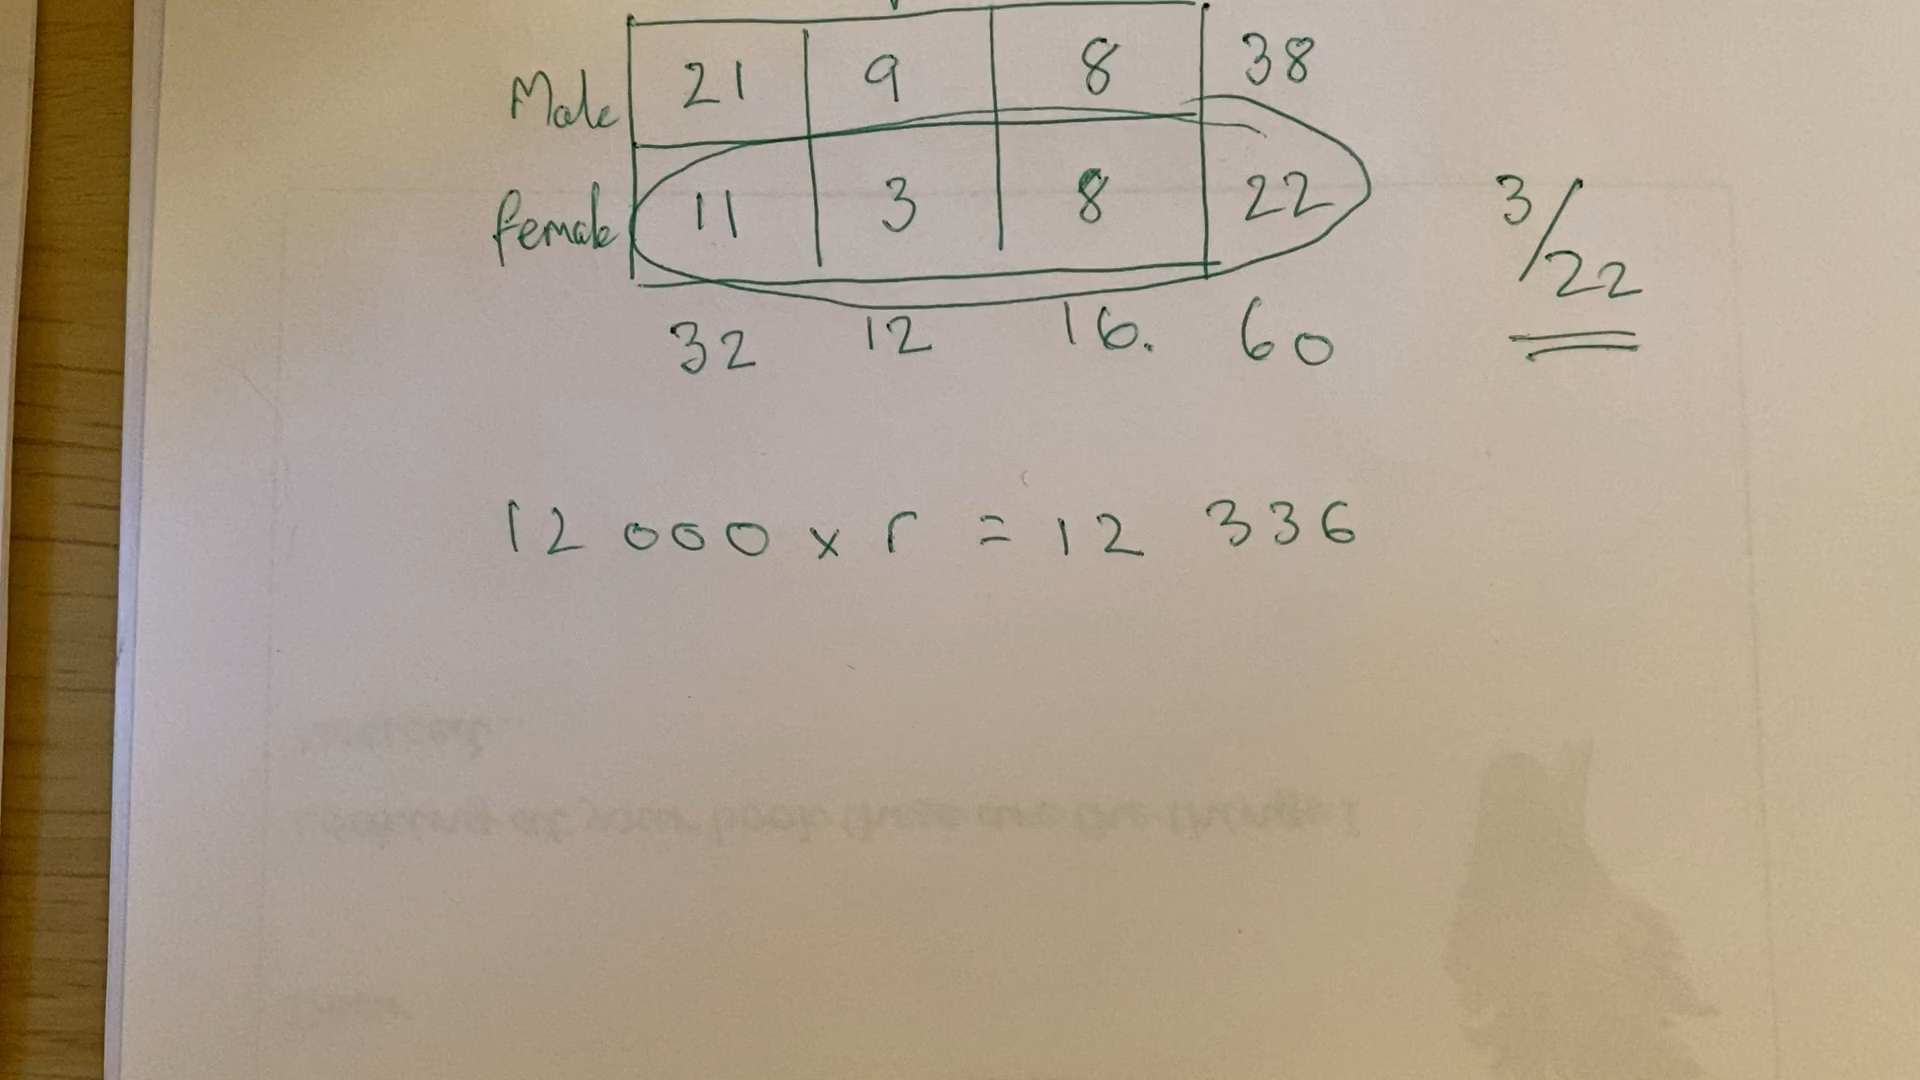 Male 21 9 8 38
female 11 3 8 22 3/22
32 12 16. 60
12 000 x r = 12 336